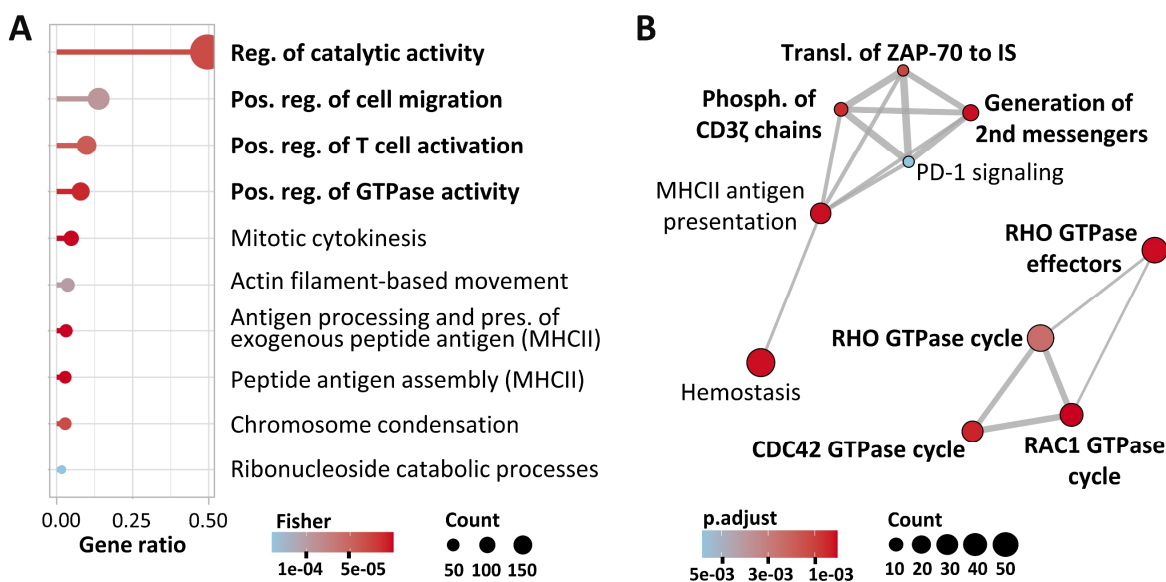 A
Reg. of catalytic activity
Pos. reg. of cell migration
Pos. reg. of T cell activation
Pos. reg. of GTPase activity
Mitotic cytokinesis
Actin filament-based movement
Antigen processing and pres. of
exogenous peptide antigen (MHCII)
Peptide antigen assembly (MHCII)
Chromosome condensation
Ribonucleoside catabolic processes
0.00 0.25 0.50
Gene ratio
Fisher
1e-04 5e-05
Count
50 100 150
B
Transl. of ZAP-70 to IS
Phosph. of
CD3ζ chains
Generation of
2nd messengers
PD-1 signaling
MHCII antigen
presentation
RHO GTPase
effectors
RHO GTPase cycle
Hemostasis
CDC42 GTPase cycle
RAC1 GTPase
cycle
p.adjust
5e-03 3e-03 1e-03
Count
10 20 30 40 50